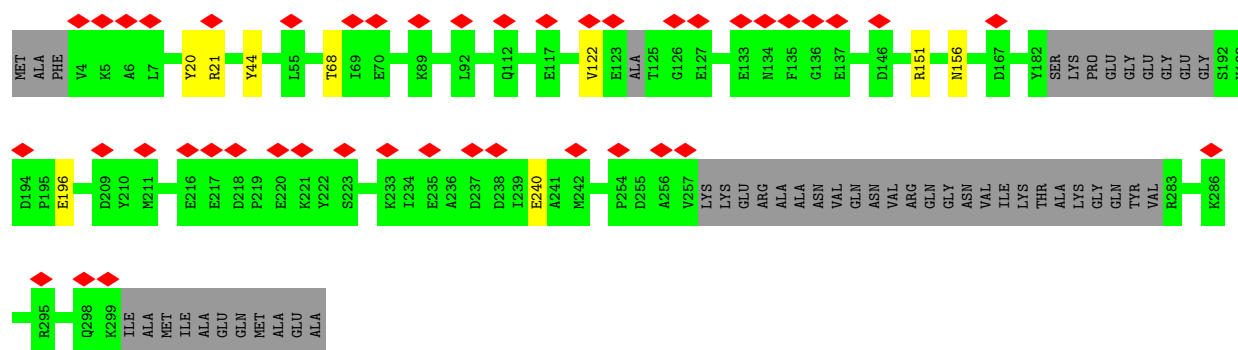 MET ALA PHE V4 K5 A6 L7 Y20 R21 Y44 L55 T68 I69 E70 K89 L92 Q112 E117 V122 E123 ALA T125 G126 E127 E133 N134 F135 G136 E137 D146 R151 N156 D167 Y182 SER LYS PRO GLU GLY GLU GLY GLU GLY S192
D194 P195 E196 D209 Y210 M211 E216 E217 D218 P219 E220 K221 Y222 S223 K233 I234 E235 A236 D237 D238 I239 E240 A241 M242 P254 D255 A256 V257 LYS LYS GLU ARG ALA ALA ASN VAL GLN ASN VAL ARG GLN GLY ASN VAL ILE LYS THR ALA LYS GLY GLN TYR VAL R283 K286
R295 Q298 K299 ILE ALA MET ILE ALA GLU GLN MET ALA GLU ALA